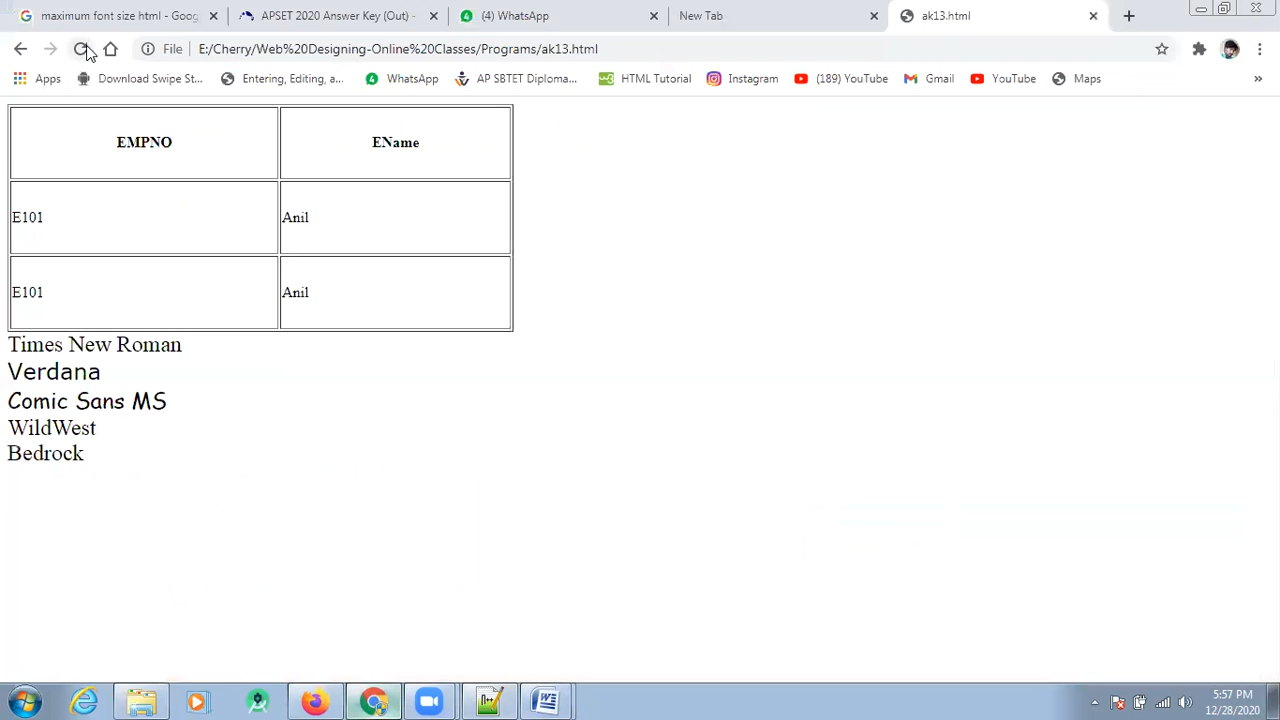 maximum font size html - Goog
APSET 2020 Answer Key (Out) -
(4) WhatsApp
New Tab
ak13.html
File
E:/Cherry/Web%20Designing-Online%20Classes/Programs/ak13.html
Apps
Download Swipe St...
Entering, Editing, a...
WhatsApp
AP SBTET Diploma...
HTML Tutorial
Instagram
(189) YouTube
Gmail
YouTube
Maps
»
EMPNO EName
E101 Anil
E101 Anil
Times New Roman
Verdana
Comic Sans MS
WildWest
Bedrock
5:57 PM
12/28/2020